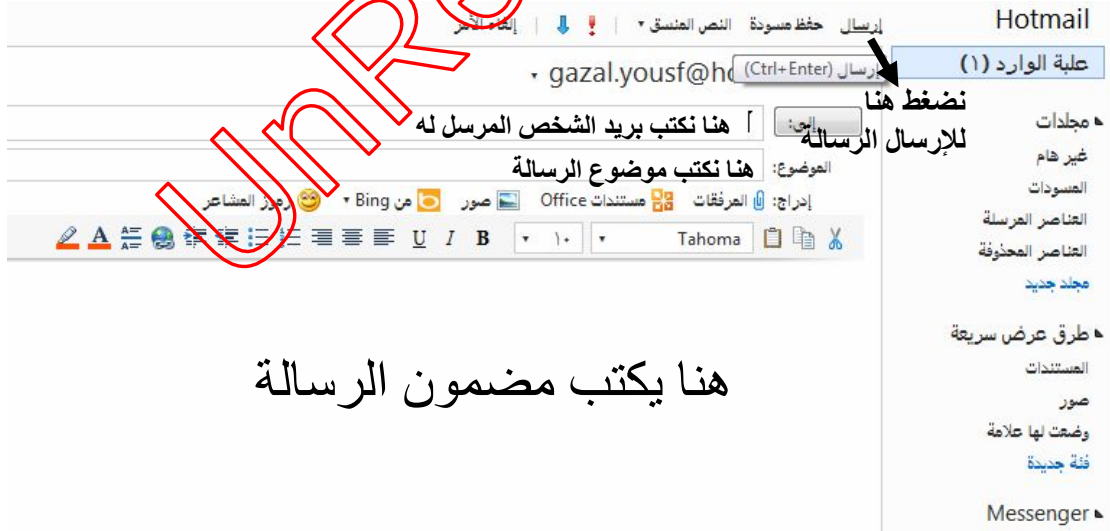 Hotmail
إرسال حفظ مسودة النص المنسق إلغاء الأمر
علبة الوارد (١)
gazal.yousf@ho
إرسال (Ctrl+Enter)
نضغط هنا
للإرسال الرسالة
إلى: هنا نكتب بريد الشخص المرسل له
الموضوع: هنا نكتب موضوع الرسالة
إدراج: المرفقات مستندات Office صور من Bing رموز المشاعر
Tahoma ١٠ B I U
مجلدات
غير هام
المسودات
العناصر المرسلة
العناصر المحذوفة
مجلد جديد
طرق عرض سريعة
المستندات
صور
وضعت لها علامة
فئة جديدة
Messenger
هنا يكتب مضمون الرسالة
UnRe